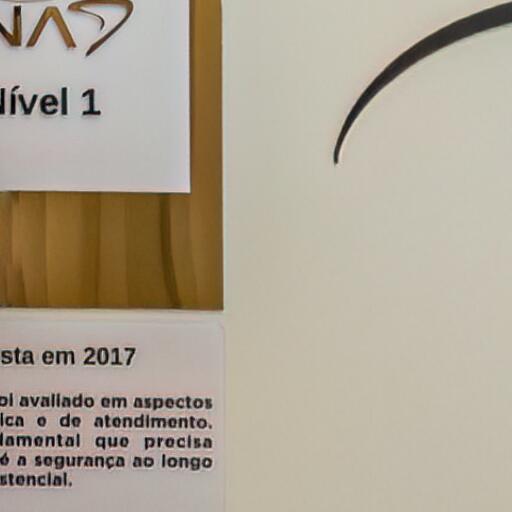 NA
Nível 1
sta em 2017
oi avaliado em aspectos
ica e de atendimento.
damental que precisa
é a segurança ao longo
stencial.